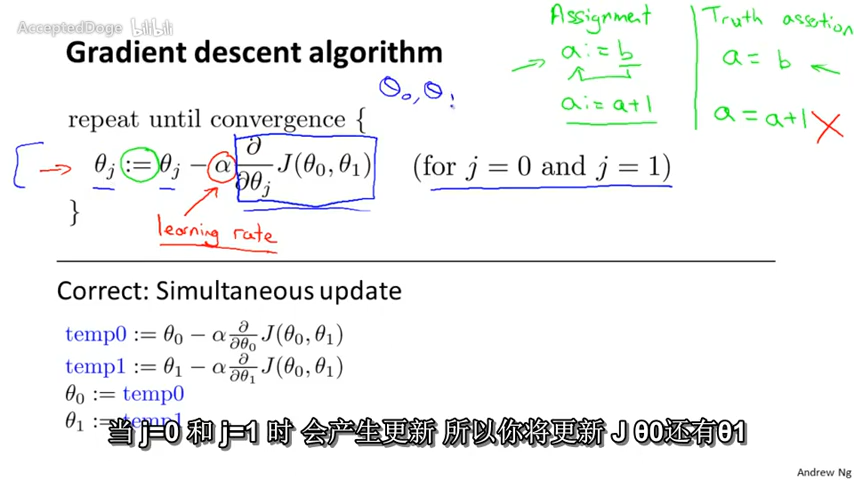 AcceptedDoge bilibili
Gradient descent algorithm
Assignment
a := b
a := a+1
Truth assertion
a = b
a = a+1
θ₀, θ₁
repeat until convergence {
θⱼ := θⱼ − α ∂/∂θⱼ J(θ₀, θ₁) (for j = 0 and j = 1)
}
learning rate
Correct: Simultaneous update
temp0 := θ₀ − α ∂/∂θ₀ J(θ₀, θ₁)
temp1 := θ₁ − α ∂/∂θ₁ J(θ₀, θ₁)
θ₀ := temp0
θ₁ := temp1
当 j=0 和 j=1 时 会产生更新 所以你将更新 J θ0还有θ1
Andrew Ng